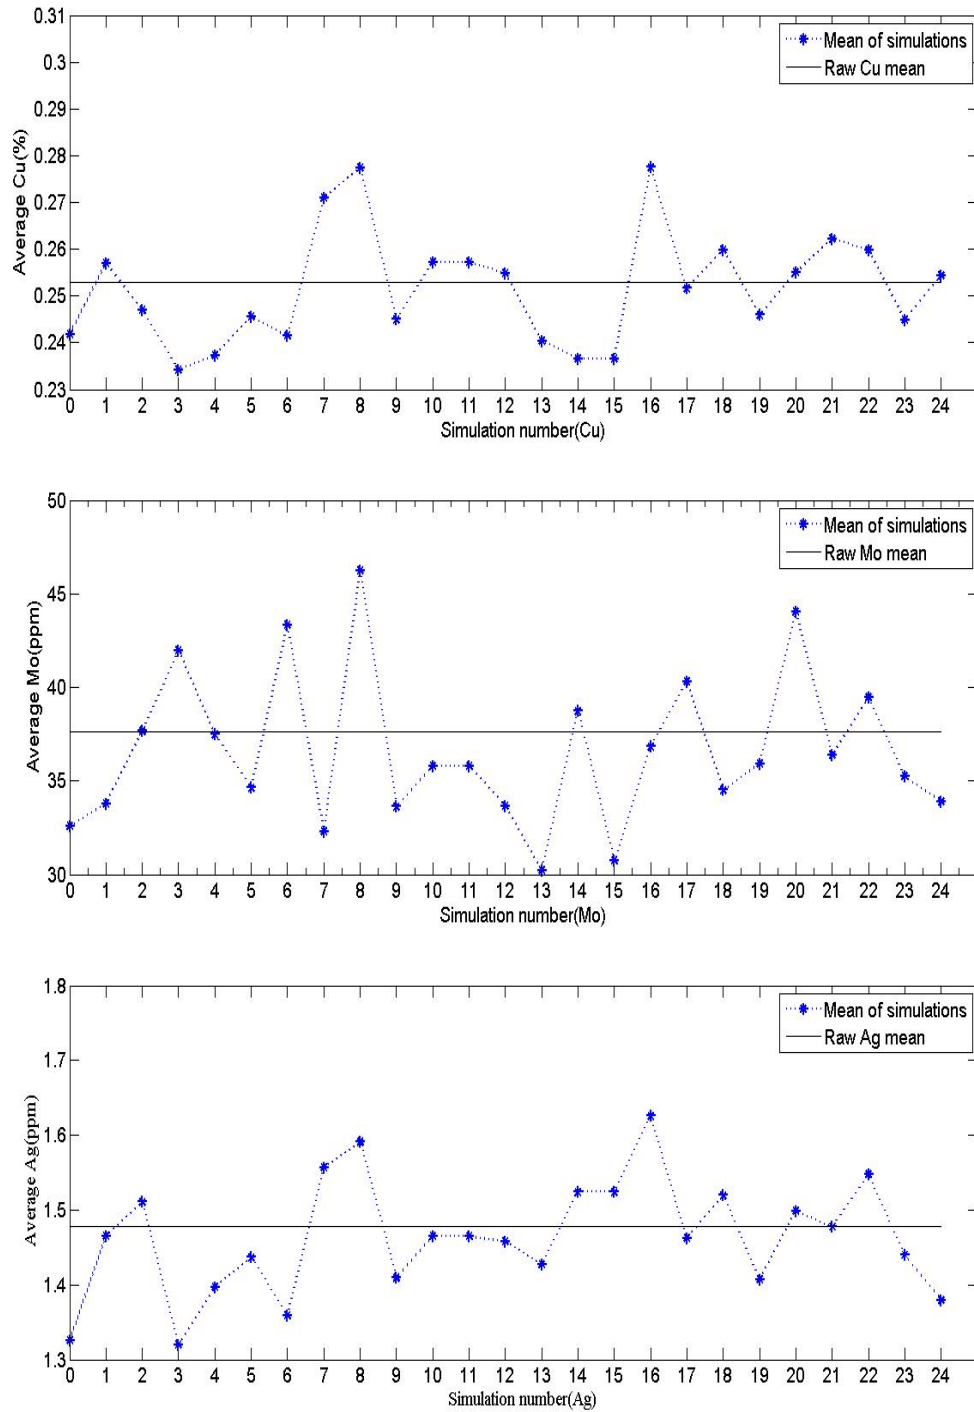 0.31
0.3
0.29
0.28
0.27
0.26
0.25
0.24
0.23
Average Cu(%)
Mean of simulations
Raw Cu mean
0 1 2 3 4 5 6 7 8 9 10 11 12 13 14 15 16 17 18 19 20 21 22 23 24
Simulation number(Cu)
50
45
40
35
30
Average Mo(ppm)
Mean of simulations
Raw Mo mean
0 1 2 3 4 5 6 7 8 9 10 11 12 13 14 15 16 17 18 19 20 21 22 23 24
Simulation number(Mo)
1.8
1.7
1.6
1.5
1.4
1.3
Average Ag(ppm)
Mean of simulations
Raw Ag mean
0 1 2 3 4 5 6 7 8 9 10 11 12 13 14 15 16 17 18 19 20 21 22 23 24
Simulation number(Ag)